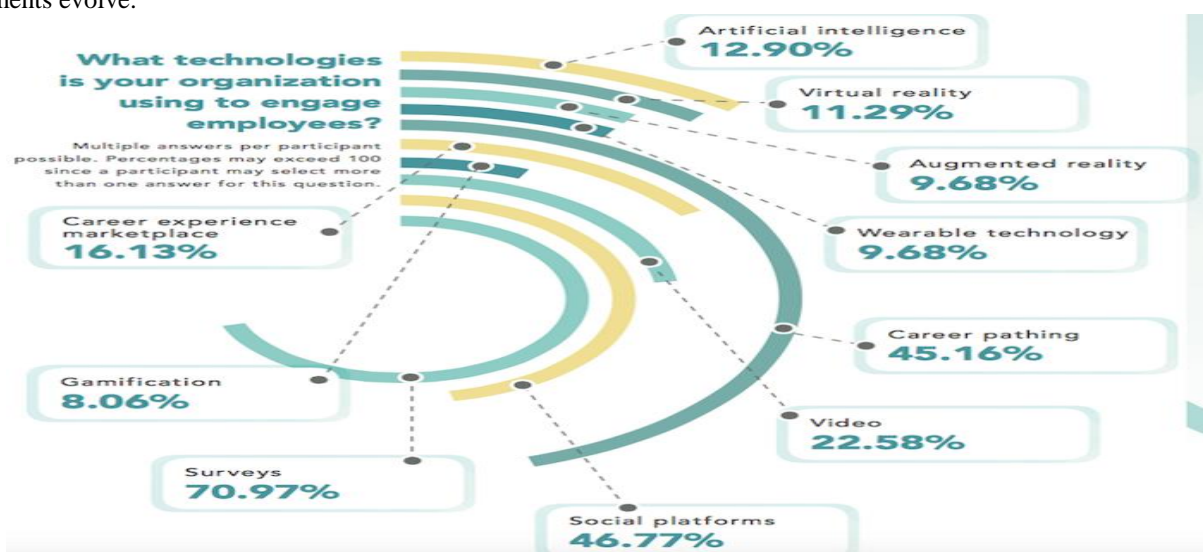 ments evolve.
What technologies
is your organization
using to engage
employees?
Multiple answers per participant
possible. Percentages may exceed 100
since a participant may select more
than one answer for this question.
Artificial intelligence
12.90%
Virtual reality
11.29%
Augmented reality
9.68%
Wearable technology
9.68%
Career pathing
45.16%
Video
22.58%
Social platforms
46.77%
Surveys
70.97%
Gamification
8.06%
Career experience
marketplace
16.13%